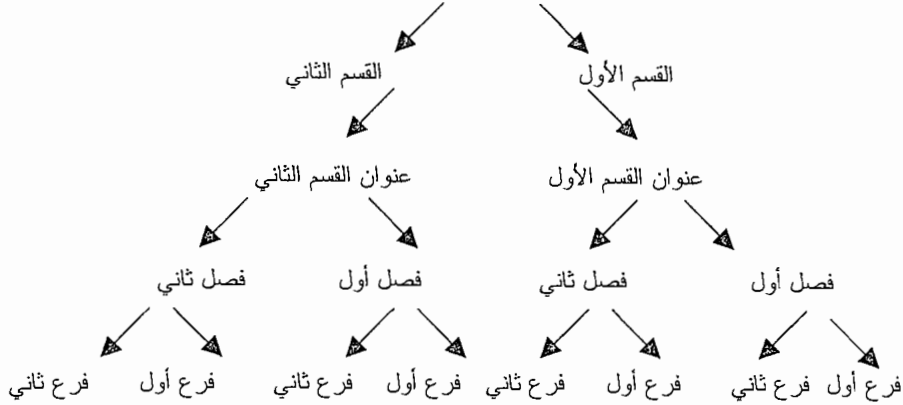 القسم الأول القسم الثاني
عنوان القسم الأول عنوان القسم الثاني
فصل أول فصل ثاني فصل أول فصل ثاني
فرع أول فرع ثاني فرع أول فرع ثاني فرع أول فرع ثاني فرع أول فرع ثاني